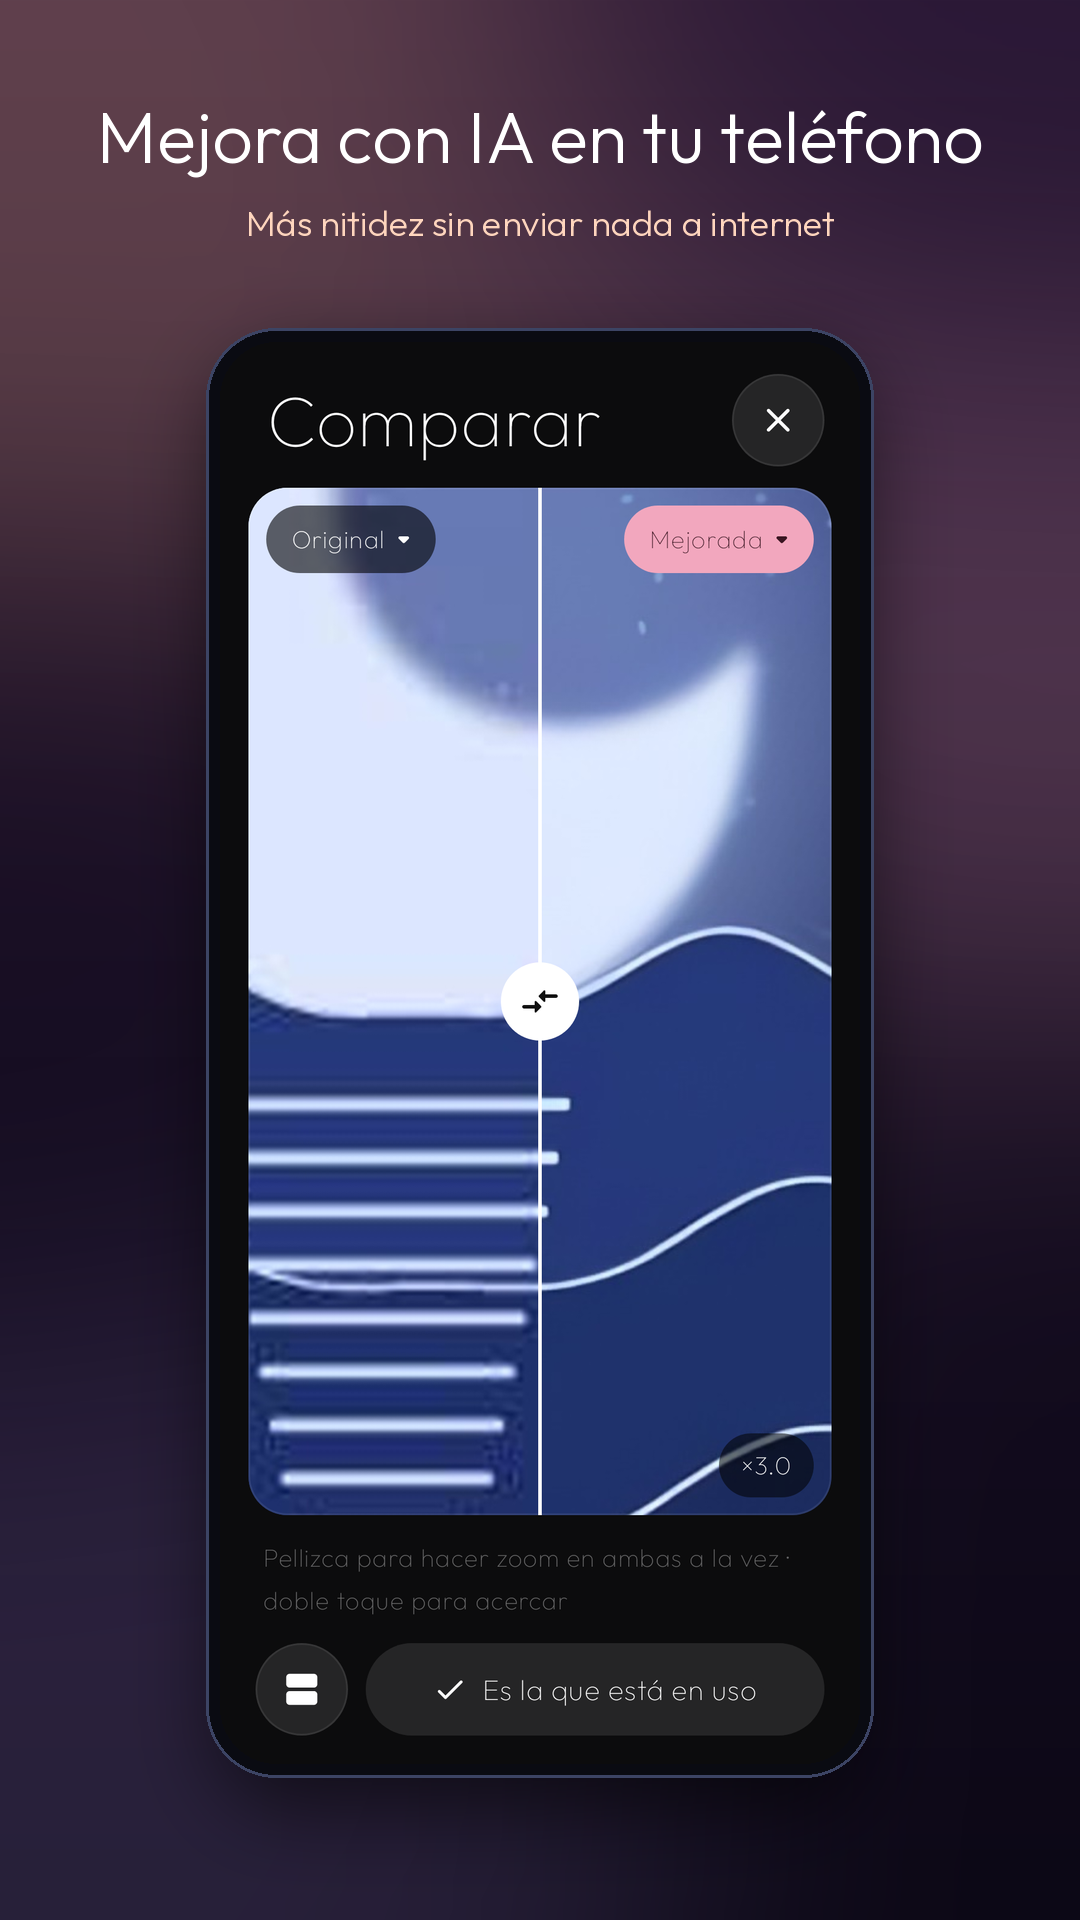 Mejora con IA en tu teléfono
Más nitidez sin enviar nada a internet
Comparar
Original
Mejorada
×3.0
Pellizca para hacer zoom en ambas a la vez ·
doble toque para acercar
Es la que está en uso